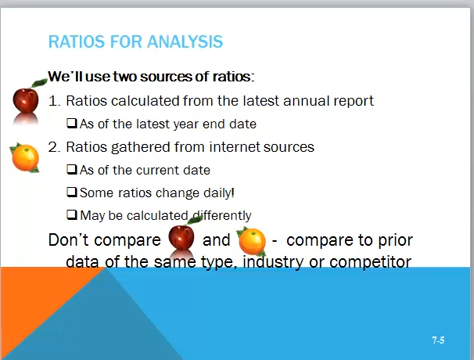 RATIOS FOR ANALYSIS
We'll use two sources of ratios:
1. Ratios calculated from the latest annual report
As of the latest year end date
2. Ratios gathered from internet sources
As of the current date
Some ratios change daily!
May be calculated differently
Don't compare and - compare to prior
data of the same type, industry or competitor
7-5